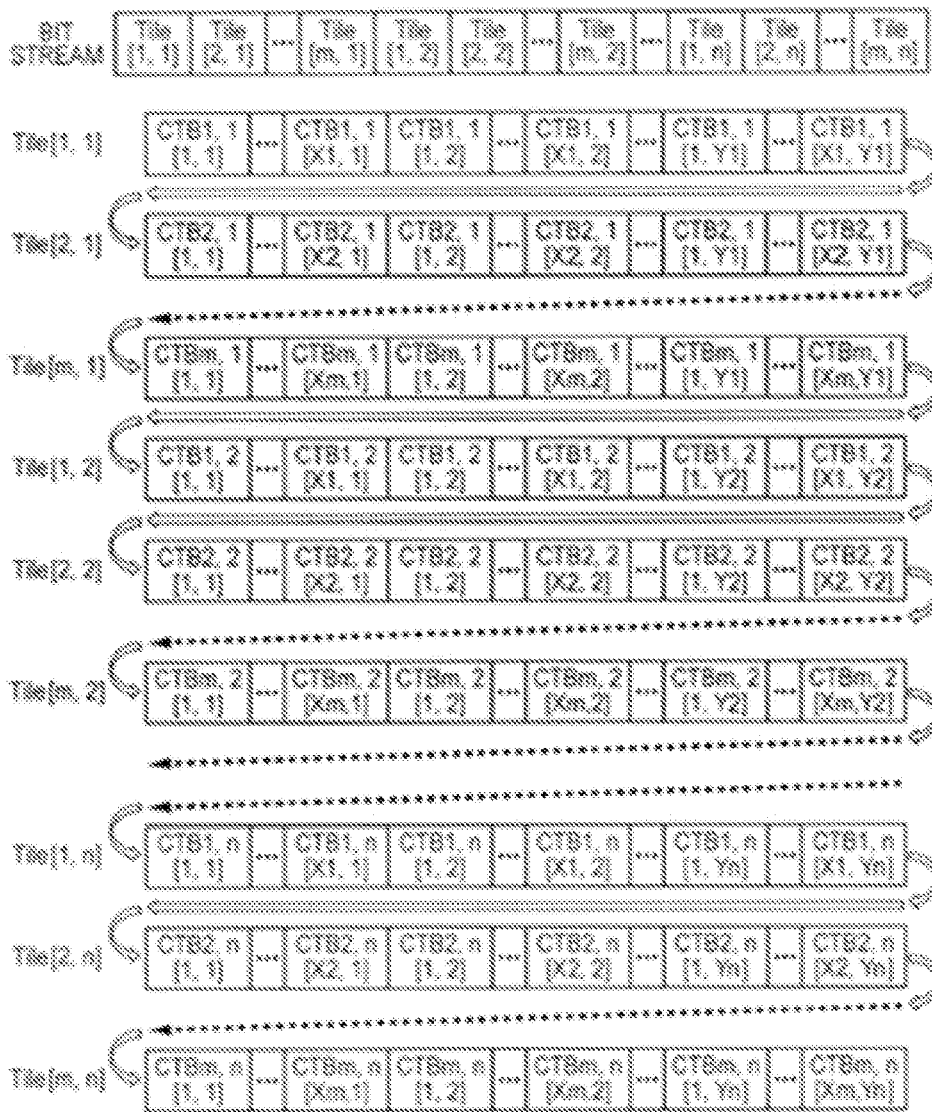 BIT STREAM Tile [1, 1] Tile [2, 1] ... Tile [m, 1] Tile [1, 2] Tile [2, 2] ... Tile [m, 2] ... Tile [1, n] Tile [2, n] ... Tile [m, n]
Tile[1, 1] CTB1, 1 [1, 1] ... CTB1, 1 [X1, 1] CTB1, 1 [1, 2] ... CTB1, 1 [X1, 2] ... CTB1, 1 [1, Y1] ... CTB1, 1 [X1, Y1]
Tile[2, 1] CTB2, 1 [1, 1] ... CTB2, 1 [X2, 1] CTB2, 1 [1, 2] ... CTB2, 1 [X2, 2] ... CTB2, 1 [1, Y1] ... CTB2, 1 [X2, Y1]
Tile[m, 1] CTBm, 1 [1, 1] ... CTBm, 1 [Xm,1] CTBm, 1 [1, 2] ... CTBm, 1 [Xm,2] ... CTBm, 1 [1, Y1] ... CTBm, 1 [Xm,Y1]
Tile[1, 2] CTB1, 2 [1, 1] ... CTB1, 2 [X1, 1] CTB1, 2 [1, 2] ... CTB1, 2 [X1, 2] ... CTB1, 2 [1, Y2] ... CTB1, 2 [X1, Y2]
Tile[2, 2] CTB2, 2 [1, 1] ... CTB2, 2 [X2, 1] CTB2, 2 [1, 2] ... CTB2, 2 [X2, 2] ... CTB2, 2 [1, Y2] ... CTB2, 2 [X2, Y2]
Tile[m, 2] CTBm, 2 [1, 1] ... CTBm, 2 [Xm,1] CTBm, 2 [1, 2] ... CTBm, 2 [Xm,2] ... CTBm, 2 [1, Y2] ... CTBm, 2 [Xm,Y2]
Tile[1, n] CTB1, n [1, 1] ... CTB1, n [X1, 1] CTB1, n [1, 2] ... CTB1, n [X1, 2] ... CTB1, n [1, Yn] ... CTB1, n [X1, Yn]
Tile[2, n] CTB2, n [1, 1] ... CTB2, n [X2, 1] CTB2, n [1, 2] ... CTB2, n [X2, 2] ... CTB2, n [1, Yn] ... CTB2, n [X2, Yn]
Tile[m, n] CTBm, n [1, 1] ... CTBm, n [Xm,1] CTBm, n [1, 2] ... CTBm, n [Xm,2] ... CTBm, n [1, Yn] ... CTBm, n [Xm,Yn]